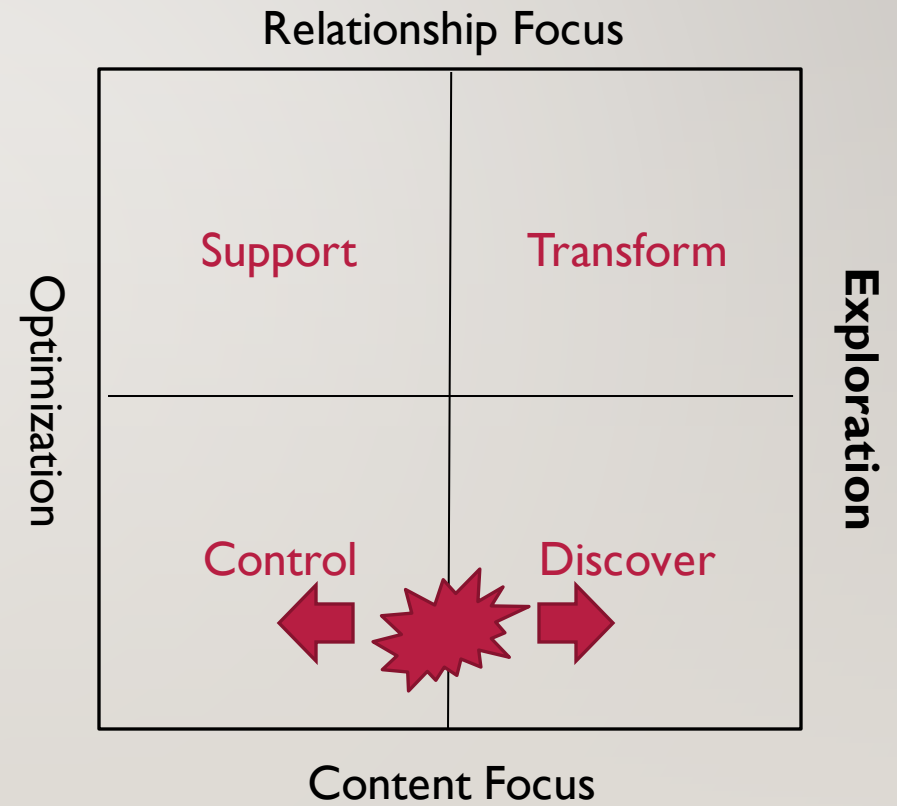 Relationship Focus
Support
Transform
Optimization
Exploration
Control
Discover
Content Focus